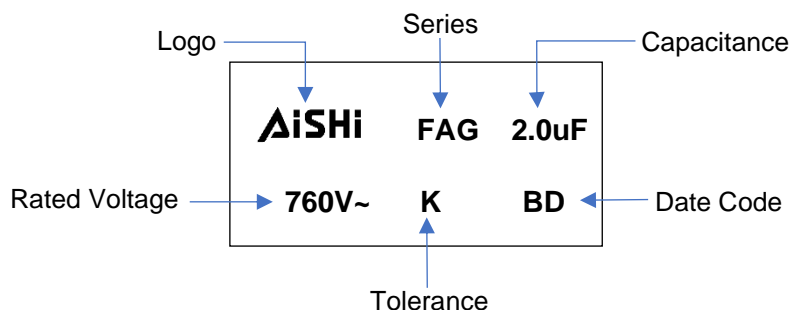 Logo Series Capacitance
AiSHi FAG 2.0uF
Rated Voltage 760V~ K BD Date Code
Tolerance